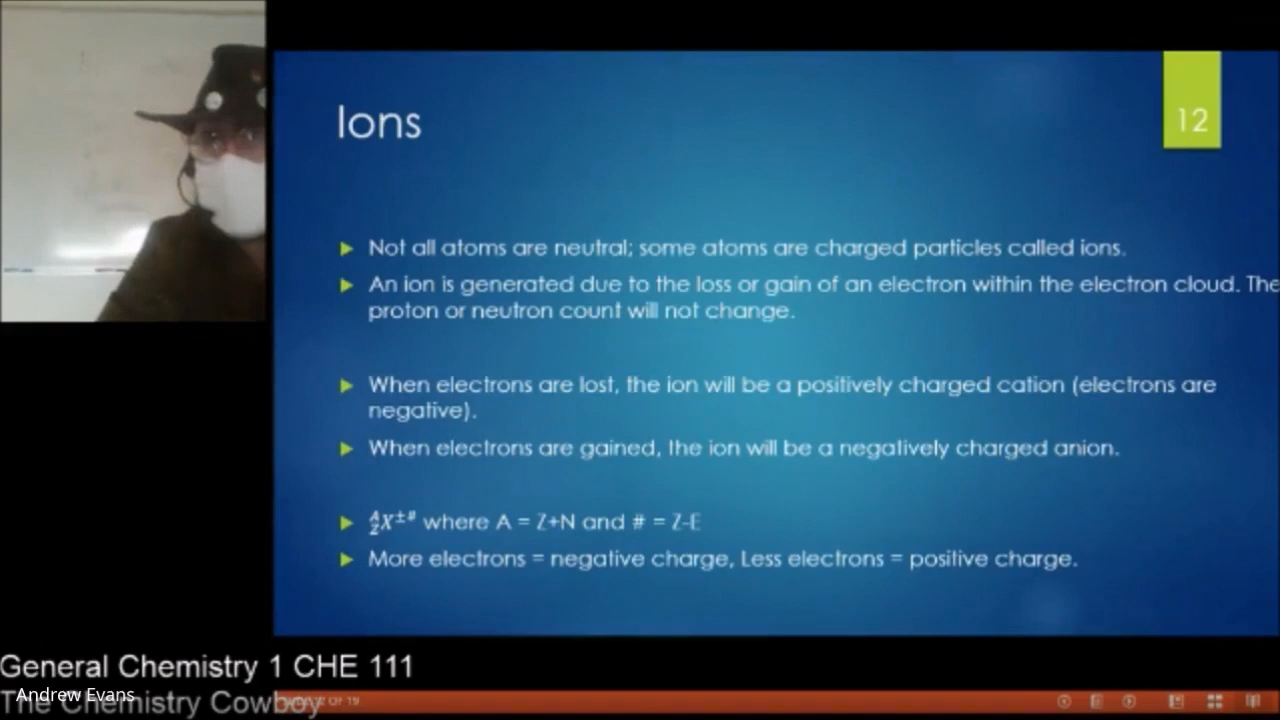 Ions
12
Not all atoms are neutral; some atoms are charged particles called ions.
An ion is generated due to the loss or gain of an electron within the electron cloud. The
proton or neutron count will not change.
When electrons are lost, the ion will be a positively charged cation (electrons are
negative).
When electrons are gained, the ion will be a negatively charged anion.
ᴬ_Z X^±# where A = Z+N and # = Z-E
More electrons = negative charge, Less electrons = positive charge.
General Chemistry 1 CHE 111
Andrew Evans
The Chemistry Cowboy
OF 19